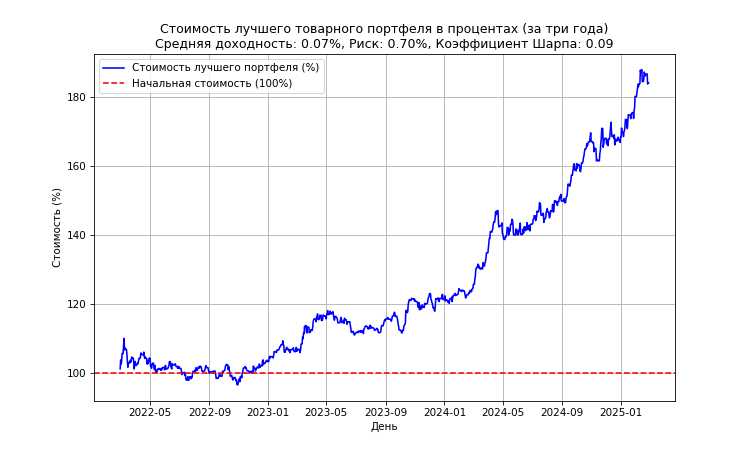 Стоимость лучшего товарного портфеля в процентах (за три года)
Средняя доходность: 0.07%, Риск: 0.70%, Коэффициент Шарпа: 0.09
Стоимость лучшего портфеля (%)
Начальная стоимость (100%)
Стоимость (%)
180
160
140
120
100
2022-05 2022-09 2023-01 2023-05 2023-09 2024-01 2024-05 2024-09 2025-01
День